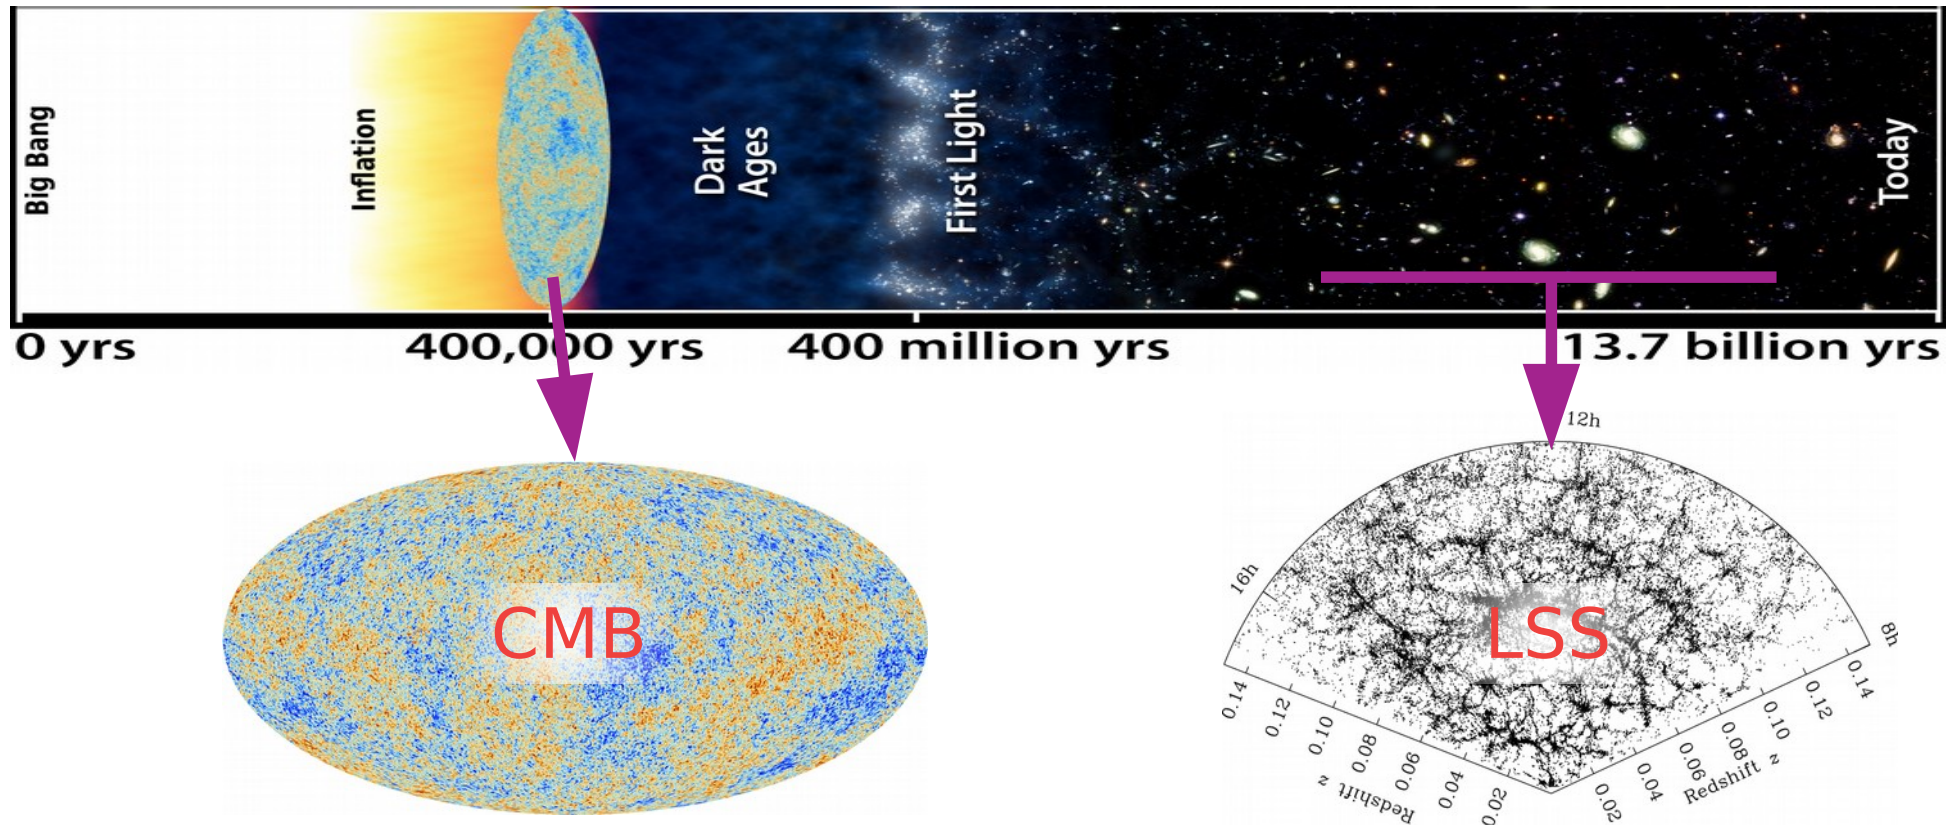 Big Bang
Inflation
Dark
Ages
First Light
Today
0 yrs
400,000 yrs
400 million yrs
13.7 billion yrs
CMB
LSS
12h
16h
8h
0.14
0.12
0.10
0.08
0.06
0.04
0.02
Redshift z
0.02
0.04
0.06
0.08
0.10
0.12
0.14
Redshift z